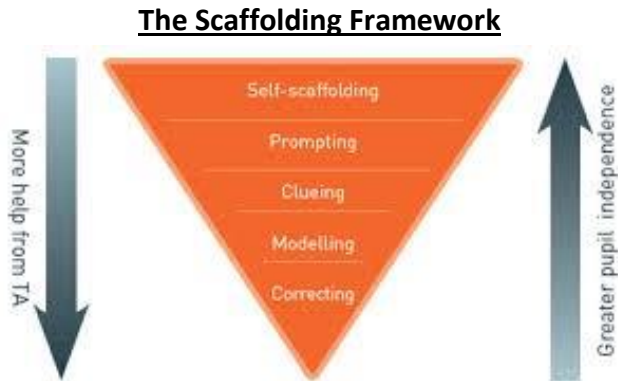 The Scaffolding Framework
More help from TA
Self-scaffolding
Prompting
Clueing
Modelling
Correcting
Greater pupil independence